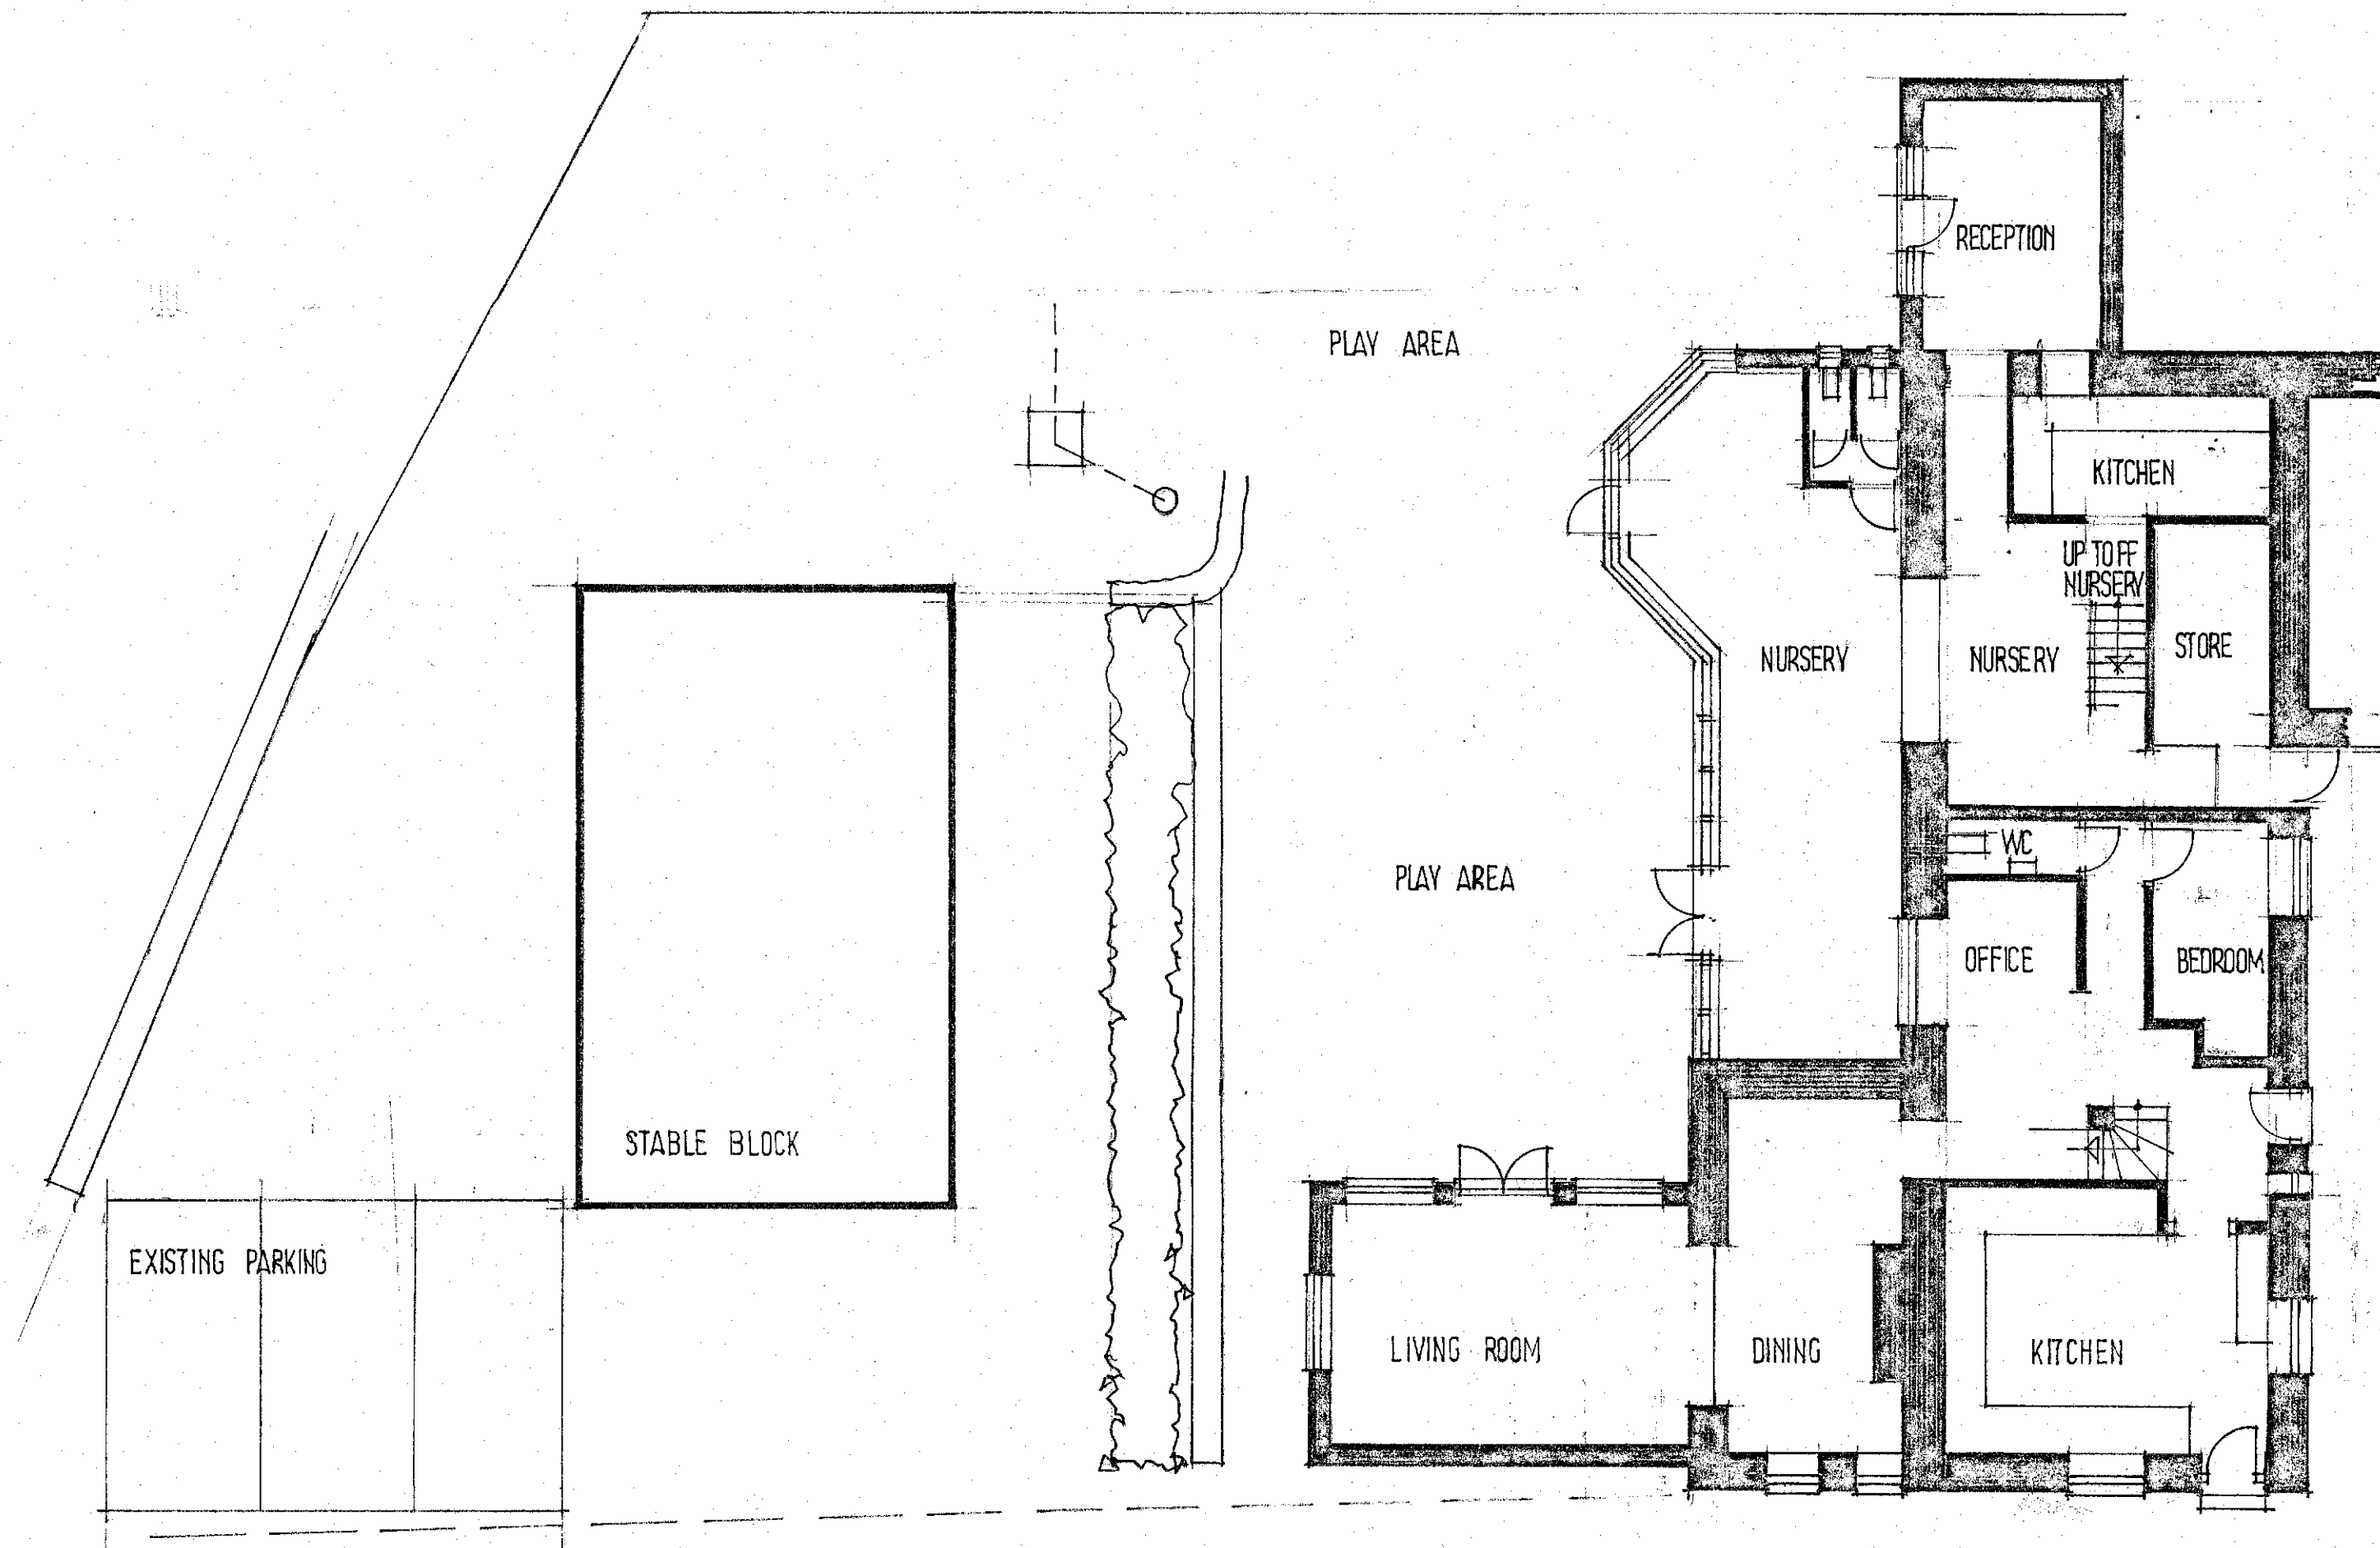 RECEPTION
PLAY AREA
KITCHEN
UP TO FF
NURSERY
NURSERY
NURSERY
STORE
WC
PLAY AREA
OFFICE
BEDROOM
STABLE BLOCK
EXISTING PARKING
LIVING ROOM
DINING
KITCHEN